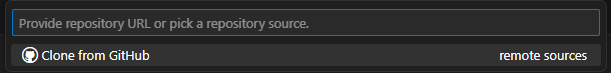 Provide repository URL or pick a repository source.
Clone from GitHub remote sources